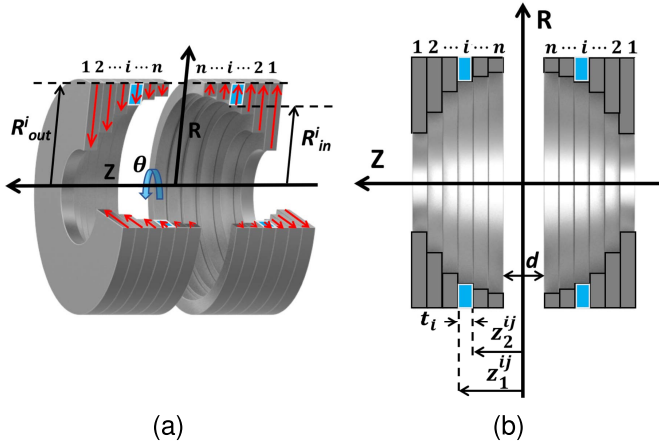 1 2 ⋯ i ⋯ n
n ⋯ i ⋯ 2 1
R^i_out
R
R^i_in
Z
θ
(a)
R
1 2 ⋯ i ⋯ n
n ⋯ i ⋯ 2 1
Z
d
t_i
z_2^ij
z_1^ij
(b)